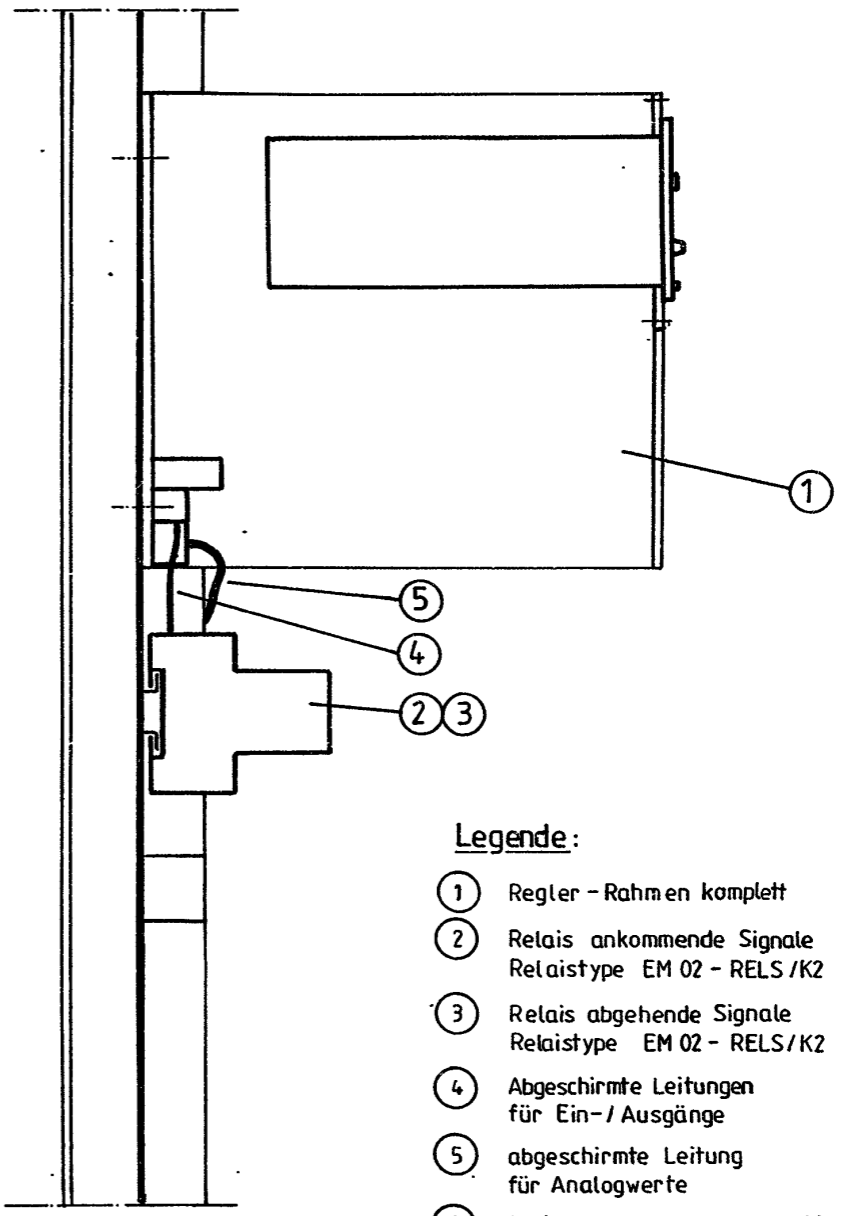 1
5
4
2 3
Legende:
1 Regler - Rahmen komplett
2 Relais ankommende Signale
Relaistype EM 02 - RELS /K2
3 Relais abgehende Signale
Relaistype EM 02 - RELS/K2
4 Abgeschirmte Leitungen
für Ein-/Ausgänge
5 abgeschirmte Leitung
für Analogwerte